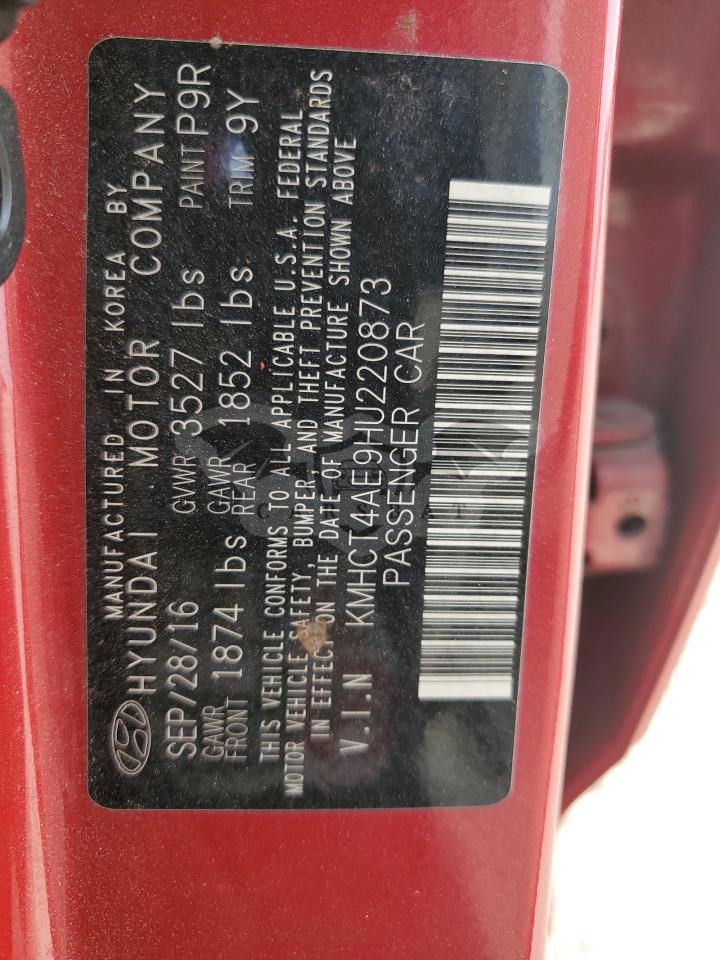 MANUFACTURED IN KOREA BY
HYUNDAI MOTOR COMPANY
SEP/28/16 GVWR 3527 lbs PAINT P9R
GAWR FRONT 1874 lbs GAWR REAR 1852 lbs TRIM 9Y
THIS VEHICLE CONFORMS TO ALL APPLICABLE U.S.A. FEDERAL
MOTOR VEHICLE SAFETY, BUMPER, AND THEFT PREVENTION STANDARDS
IN EFFECT ON THE DATE OF MANUFACTURE SHOWN ABOVE
V.I.N KMHCT4AE9HU220873
PASSENGER CAR